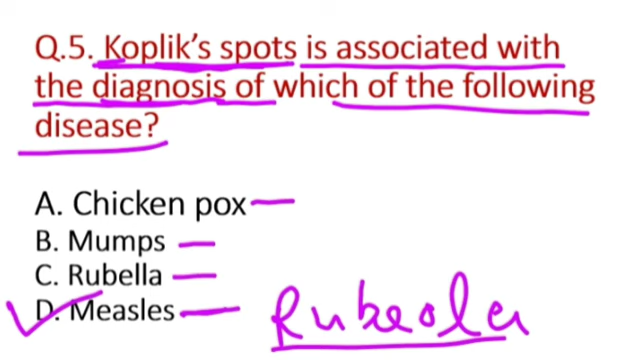 Q.5. Koplik's spots is associated with
the diagnosis of which of the following
disease?
A. Chicken pox
B. Mumps
C. Rubella
D. Measles
Rubeola